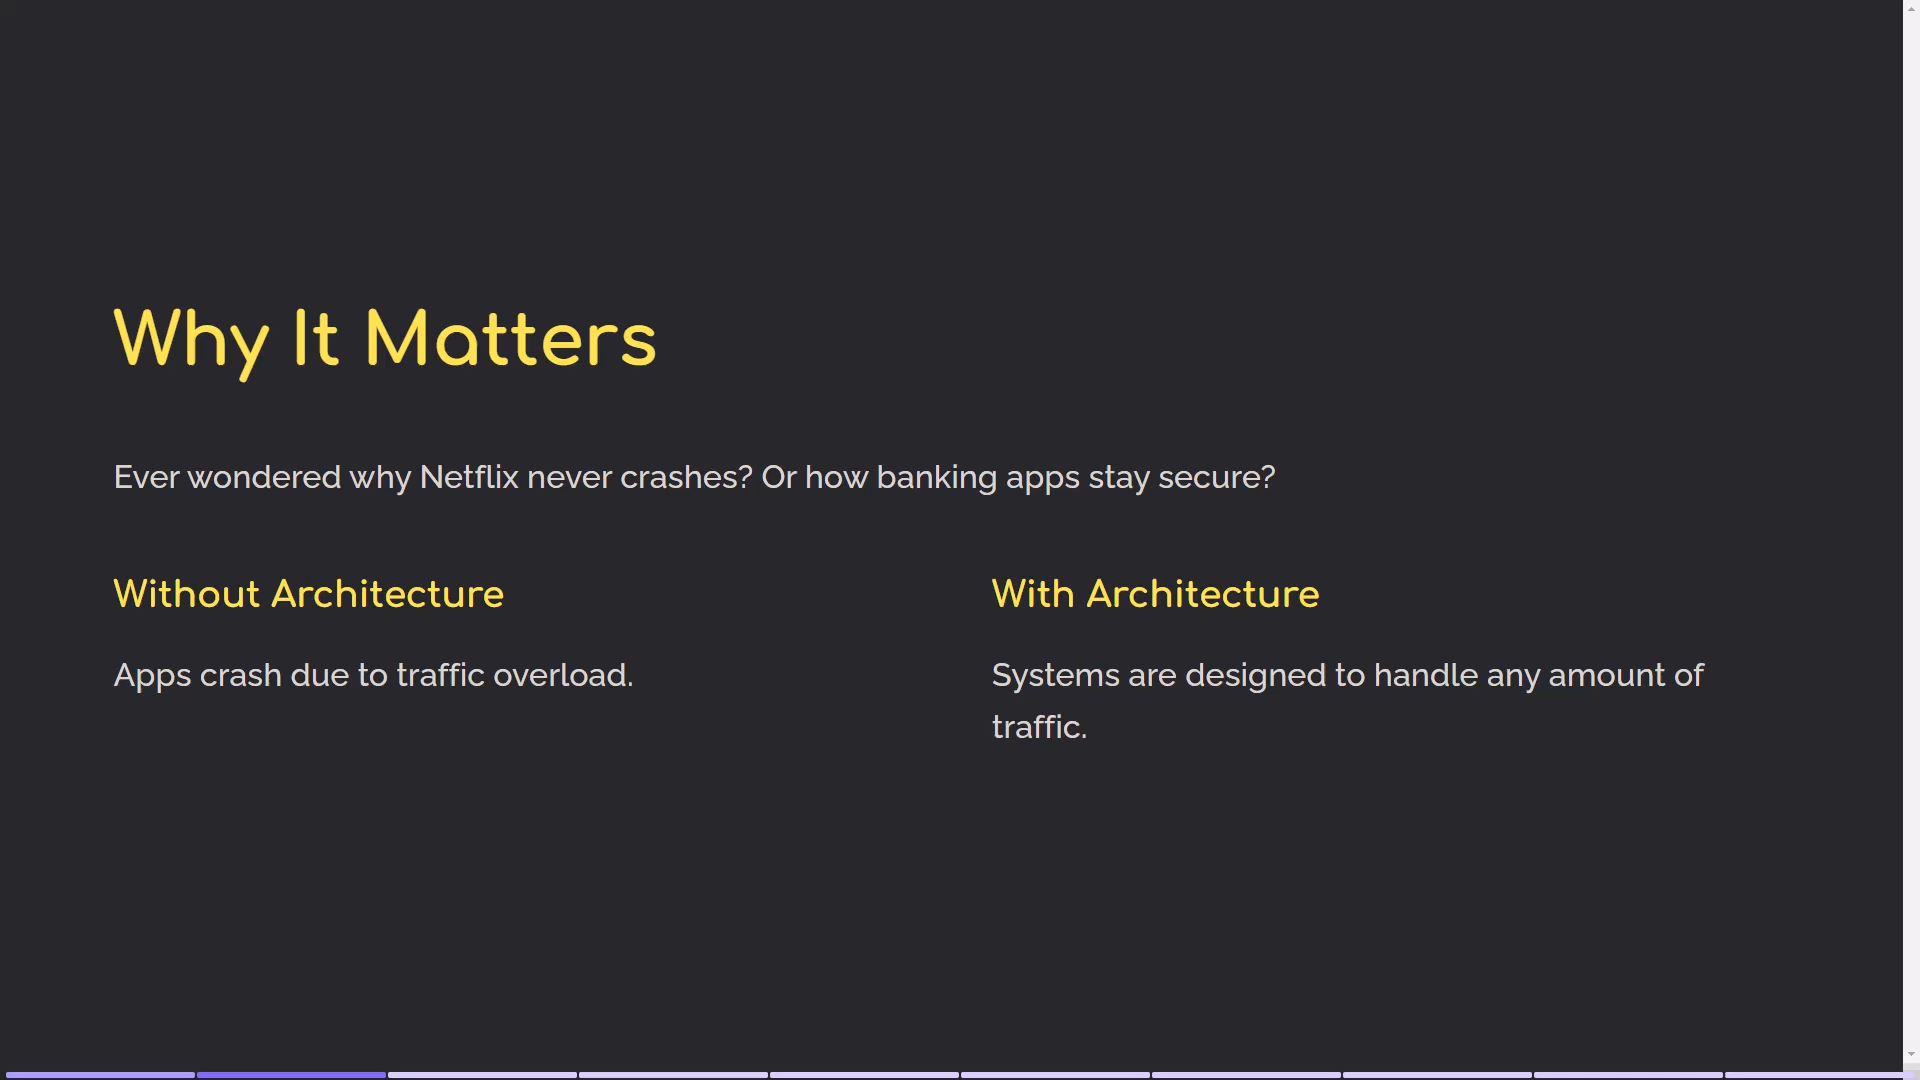 Why It Matters
Ever wondered why Netflix never crashes? Or how banking apps stay secure?
Without Architecture
Apps crash due to traffic overload.
With Architecture
Systems are designed to handle any amount of
traffic.